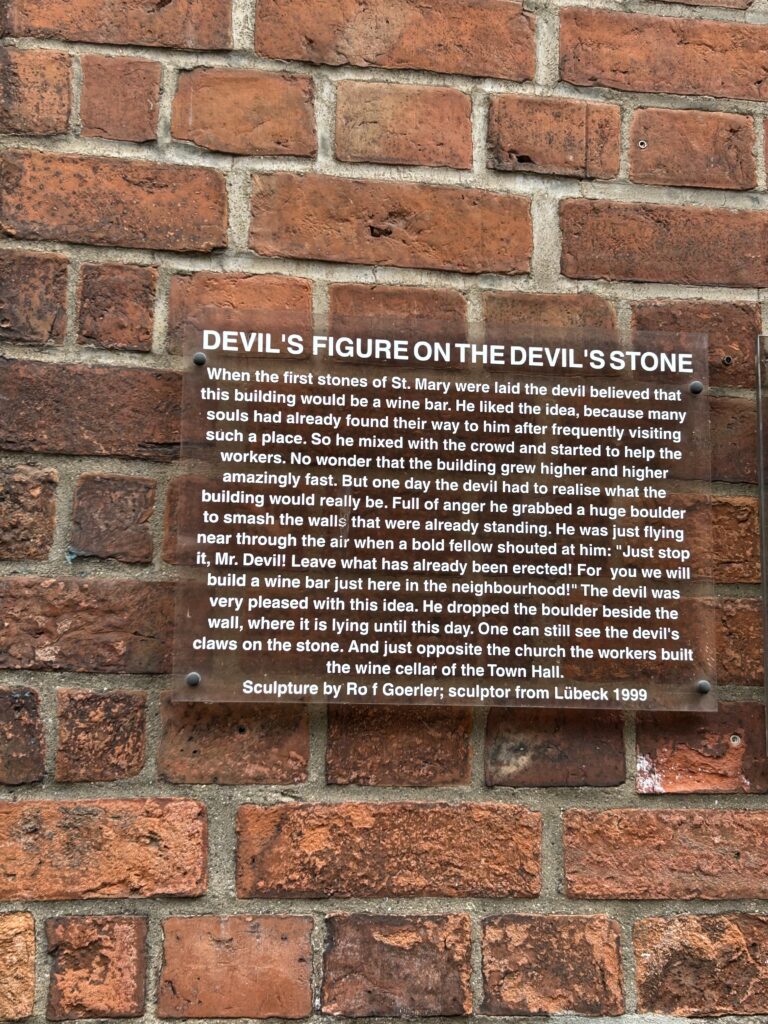 DEVIL'S FIGURE ON THE DEVIL'S STONE
When the first stones of St. Mary were laid the devil believed that
this building would be a wine bar. He liked the idea, because many
souls had already found their way to him after frequently visiting
such a place. So he mixed with the crowd and started to help the
workers. No wonder that the building grew higher and higher
amazingly fast. But one day the devil had to realise what the
building would really be. Full of anger he grabbed a huge boulder
to smash the walls that were already standing. He was just flying
near through the air when a bold fellow shouted at him: "Just stop
it, Mr. Devil! Leave what has already been erected! For you we will
build a wine bar just here in the neighbourhood!" The devil was
very pleased with this idea. He dropped the boulder beside the
wall, where it is lying until this day. One can still see the devil's
claws on the stone. And just opposite the church the workers built
the wine cellar of the Town Hall.
Sculpture by Ro f Goerler; sculptor from Lübeck 1999